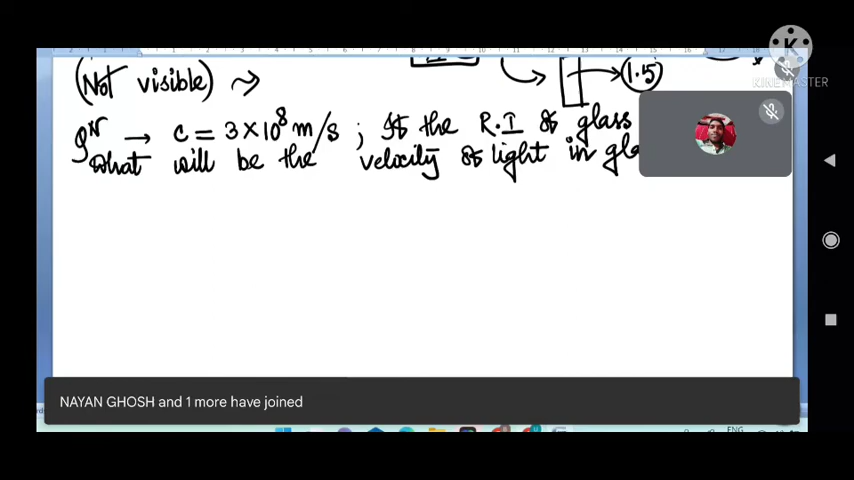 1.5
KINEMASTER
(Not visible)
Qn → c = 3×10⁸ m/s ; If the R.I of glass
what will be the velocity of light in
NAYAN GHOSH and 1 more have joined
ENG